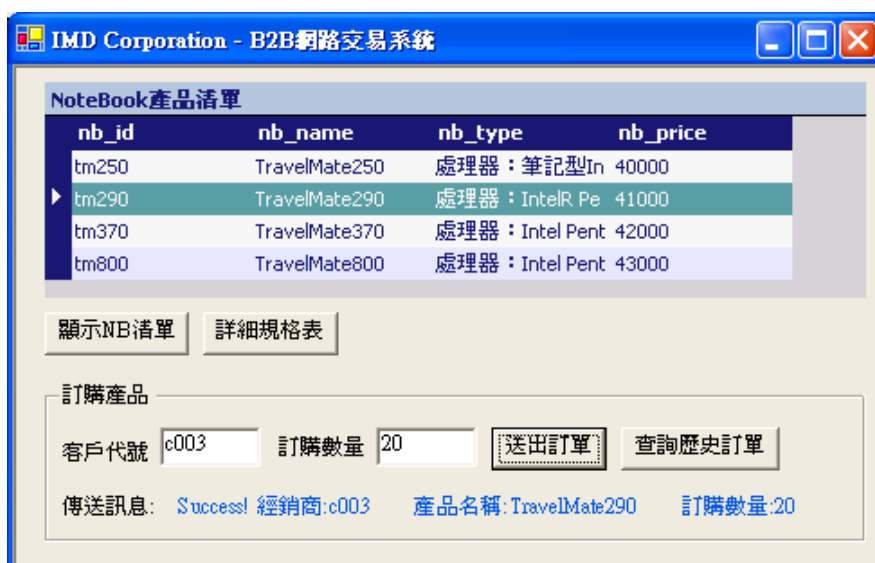 IMD Corporation - B2B網路交易系統
NoteBook產品清單
nb_id nb_name nb_type nb_price
tm250 TravelMate250 處理器：筆記型In 40000
tm290 TravelMate290 處理器：IntelR Pe 41000
tm370 TravelMate370 處理器：Intel Pent 42000
tm800 TravelMate800 處理器：Intel Pent 43000
顯示NB清單 詳細規格表
訂購產品
客戶代號 c003 訂購數量 20 送出訂單 查詢歷史訂單
傳送訊息: Success! 經銷商:c003 產品名稱:TravelMate290 訂購數量:20